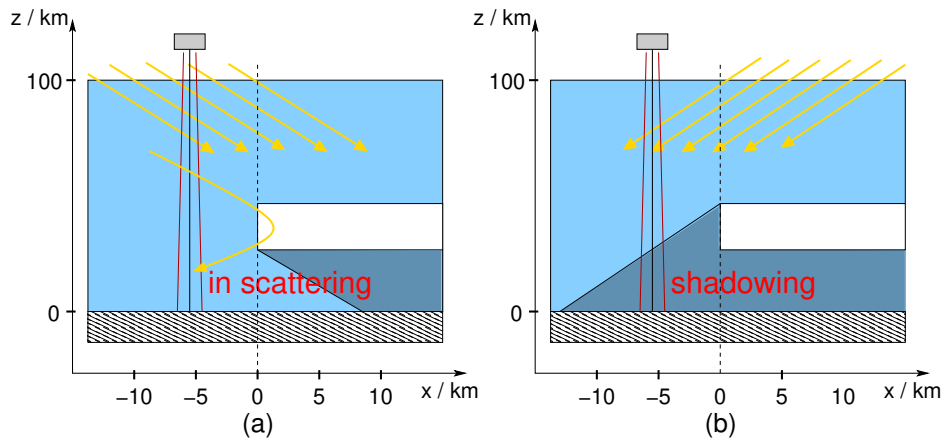 z / km
100
in scattering
0
−10 −5 0 5 10 x / km
(a)
z / km
100
shadowing
0
−10 −5 0 5 10 x / km
(b)